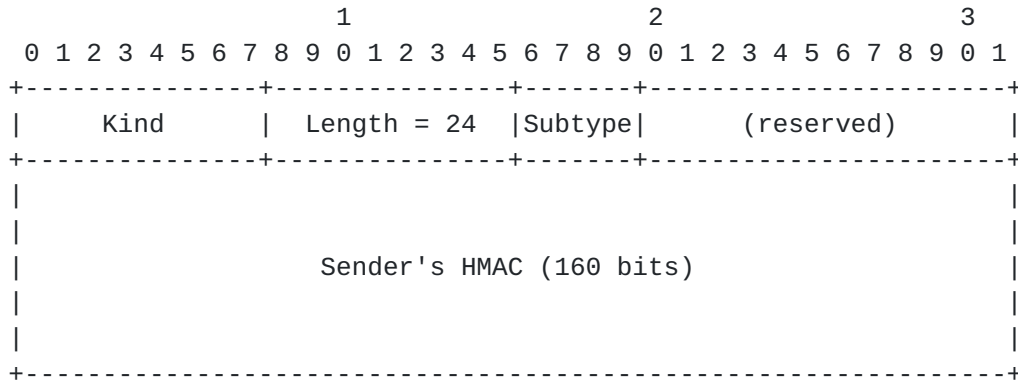 1                   2                   3
 0 1 2 3 4 5 6 7 8 9 0 1 2 3 4 5 6 7 8 9 0 1 2 3 4 5 6 7 8 9 0 1
+---------------+---------------+-------+-----------------------+
|     Kind      |  Length = 24  |Subtype|      (reserved)       |
+---------------+---------------+-------+-----------------------+
|                                                               |
|                                                               |
|                   Sender's HMAC (160 bits)                    |
|                                                               |
|                                                               |
+---------------------------------------------------------------+